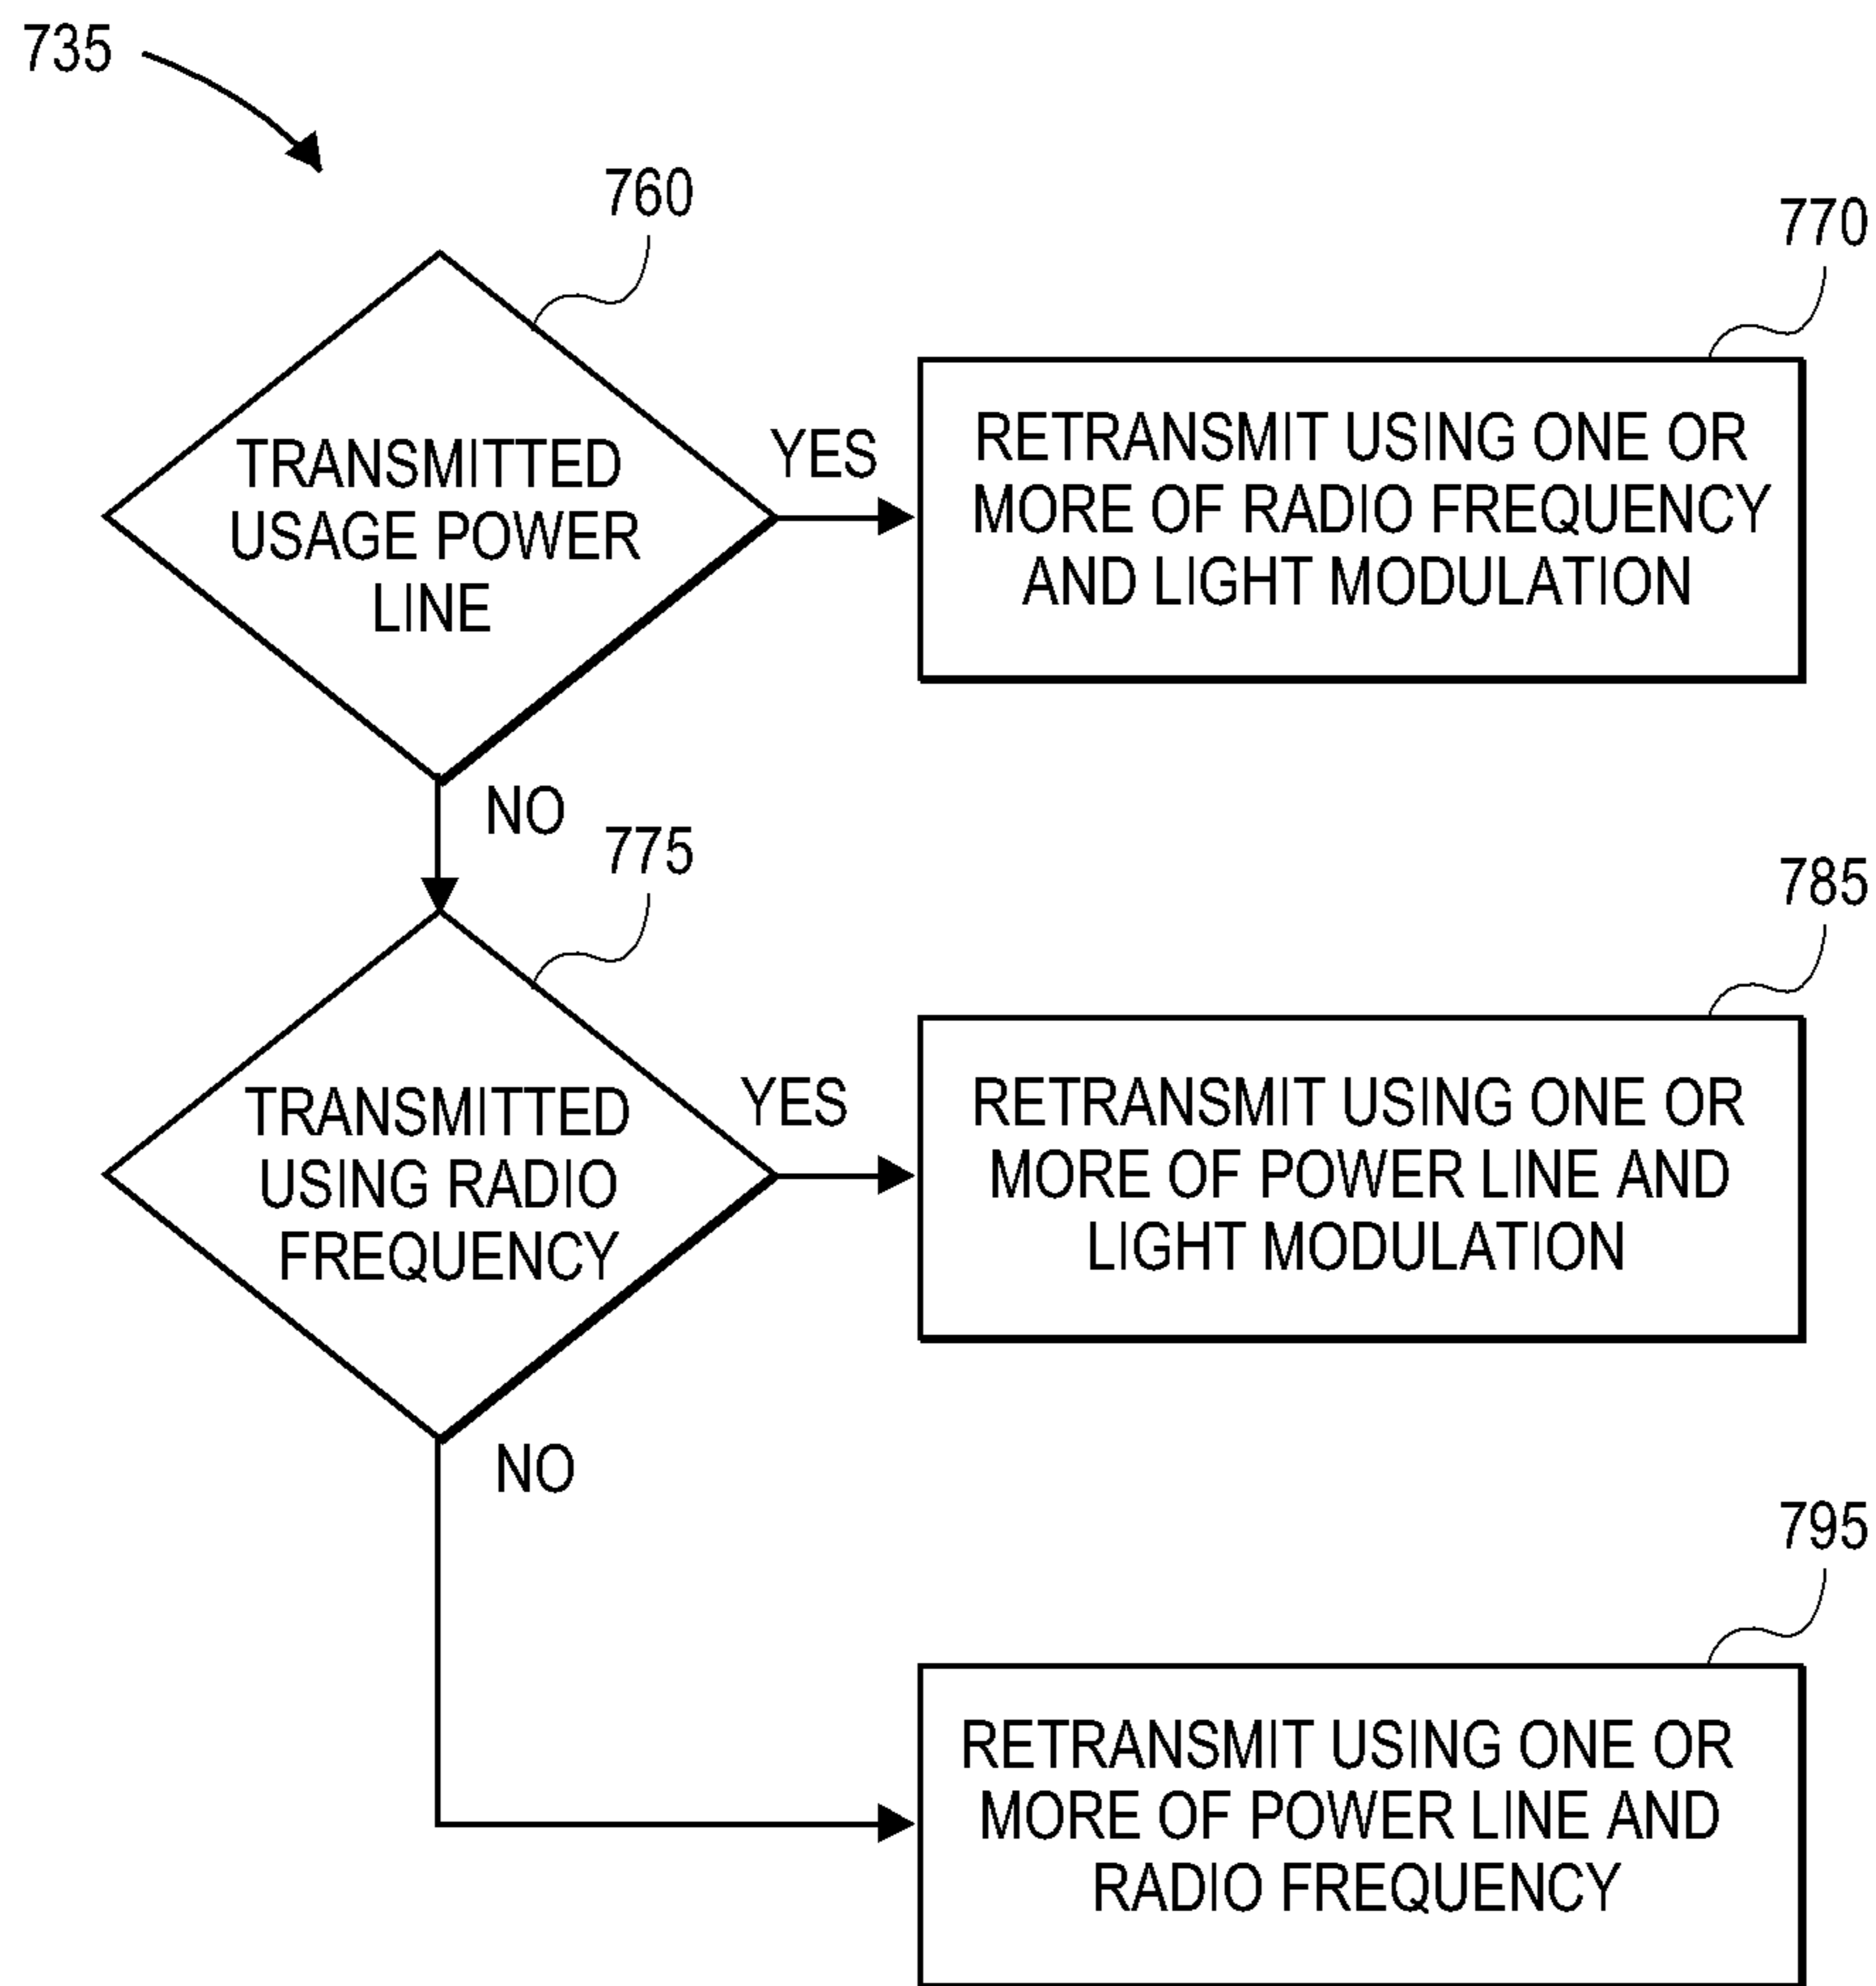 735
760
770
TRANSMITTED
USAGE POWER
LINE
YES
RETRANSMIT USING ONE OR
MORE OF RADIO FREQUENCY
AND LIGHT MODULATION
NO
775
785
TRANSMITTED
USING RADIO
FREQUENCY
YES
RETRANSMIT USING ONE OR
MORE OF POWER LINE AND
LIGHT MODULATION
NO
795
RETRANSMIT USING ONE OR
MORE OF POWER LINE AND
RADIO FREQUENCY